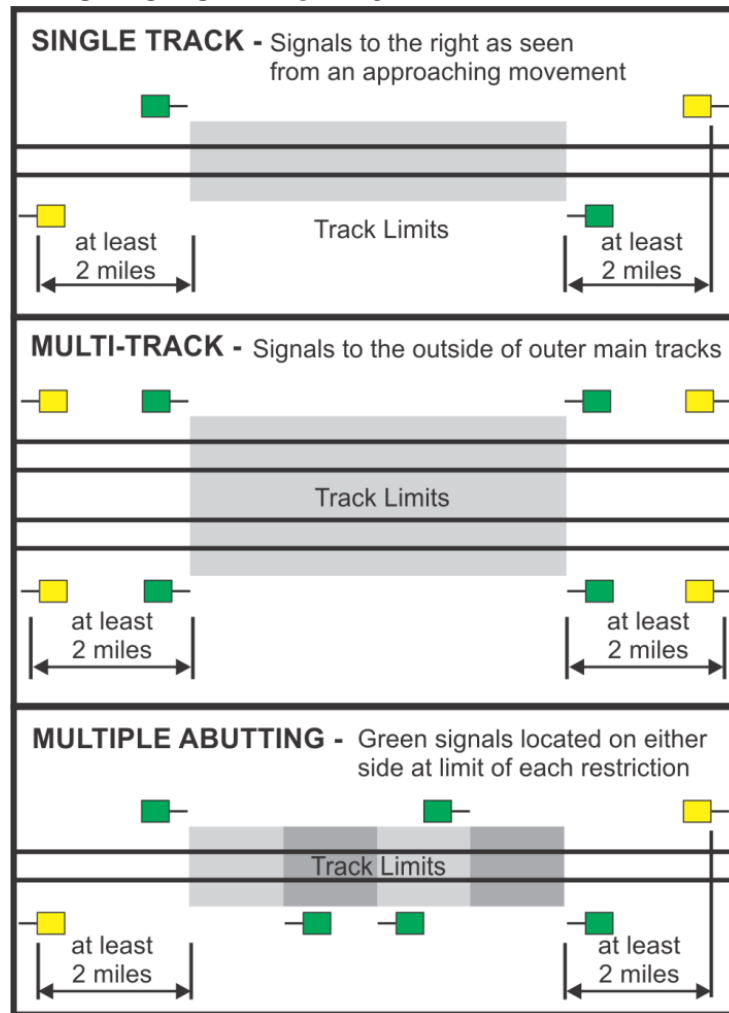 SINGLE TRACK - Signals to the right as seen
from an approaching movement
Track Limits
at least
2 miles
at least
2 miles
MULTI-TRACK - Signals to the outside of outer main tracks
Track Limits
at least
2 miles
at least
2 miles
MULTIPLE ABUTTING - Green signals located on either
side at limit of each restriction
Track Limits
at least
2 miles
at least
2 miles